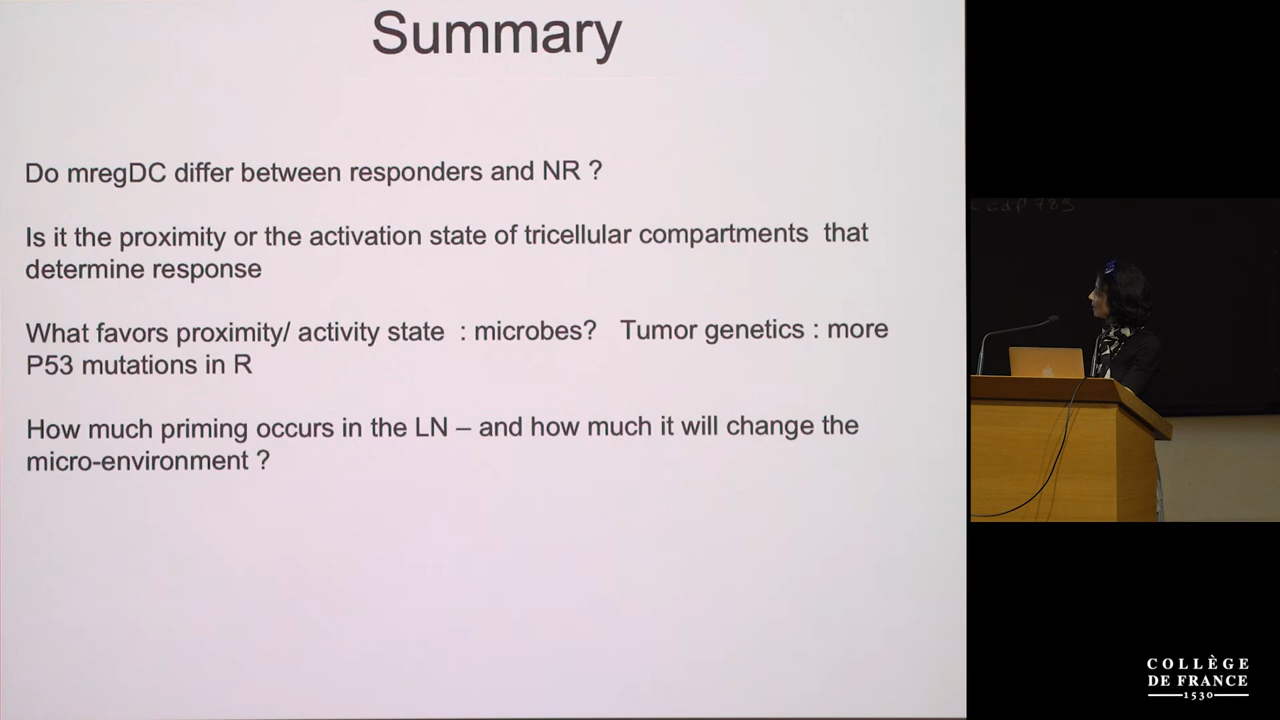 Summary
Do mregDC differ between responders and NR ?
Is it the proximity or the activation state of tricellular compartments that
determine response
What favors proximity/ activity state : microbes? Tumor genetics : more
P53 mutations in R
How much priming occurs in the LN – and how much it will change the
micro-environment ?
COLLÈGE
DE FRANCE
1530